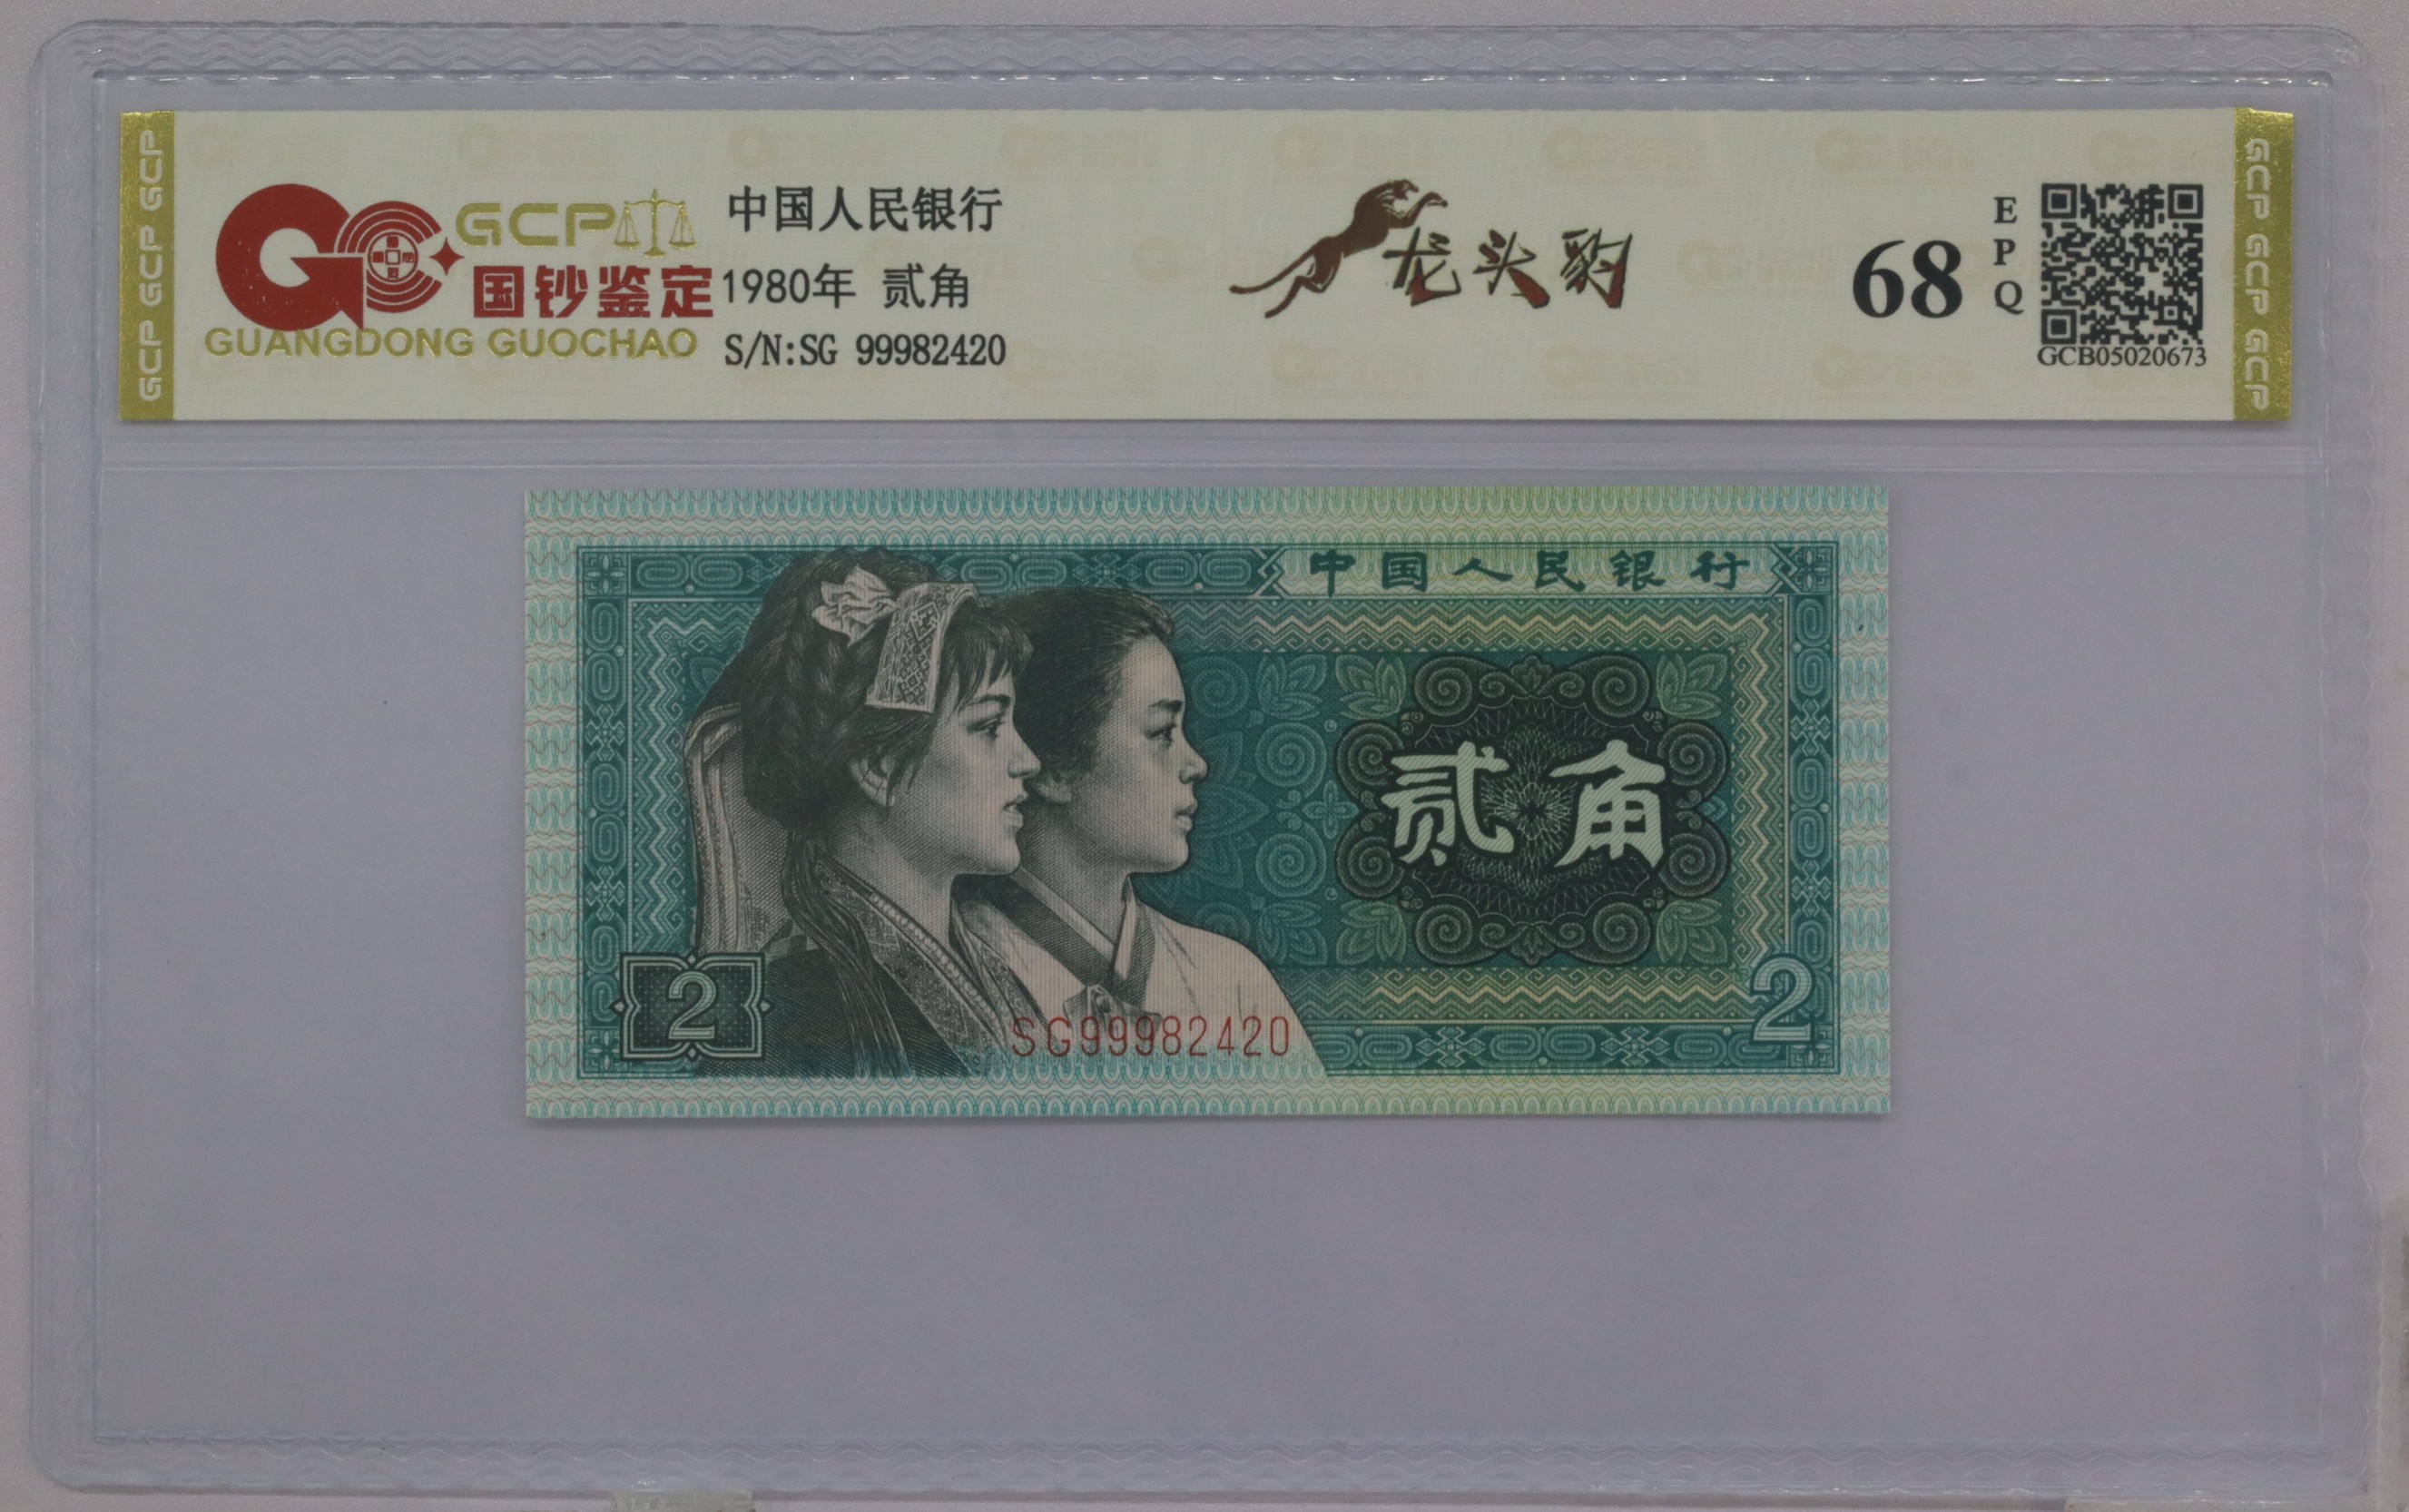 GCP GCP GCP
GCP
国钞鉴定
GUANGDONG GUOCHAO
中国人民银行
1980年 贰角
S/N:SG 99982420
龙头豹
68
EPQ
GCB05020673
GCP GCP GCP
中国人民银行
贰角
2
SG99982420
2